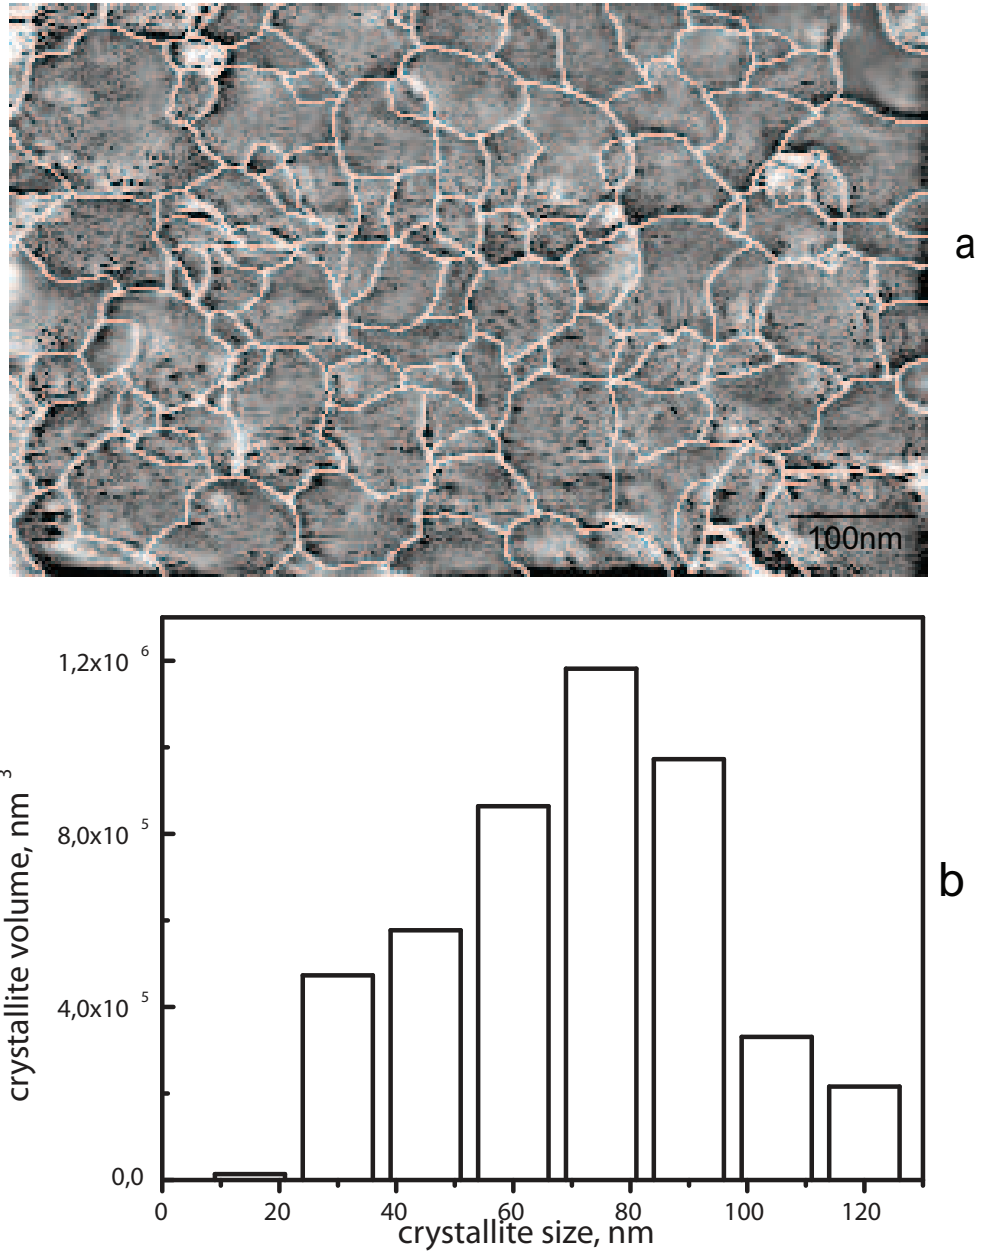 a
100nm
1,2x10 6
8,0x10 5
4,0x10 5
0,0
crystallite volume, nm 3
b
0 20 40 60 80 100 120
crystallite size, nm